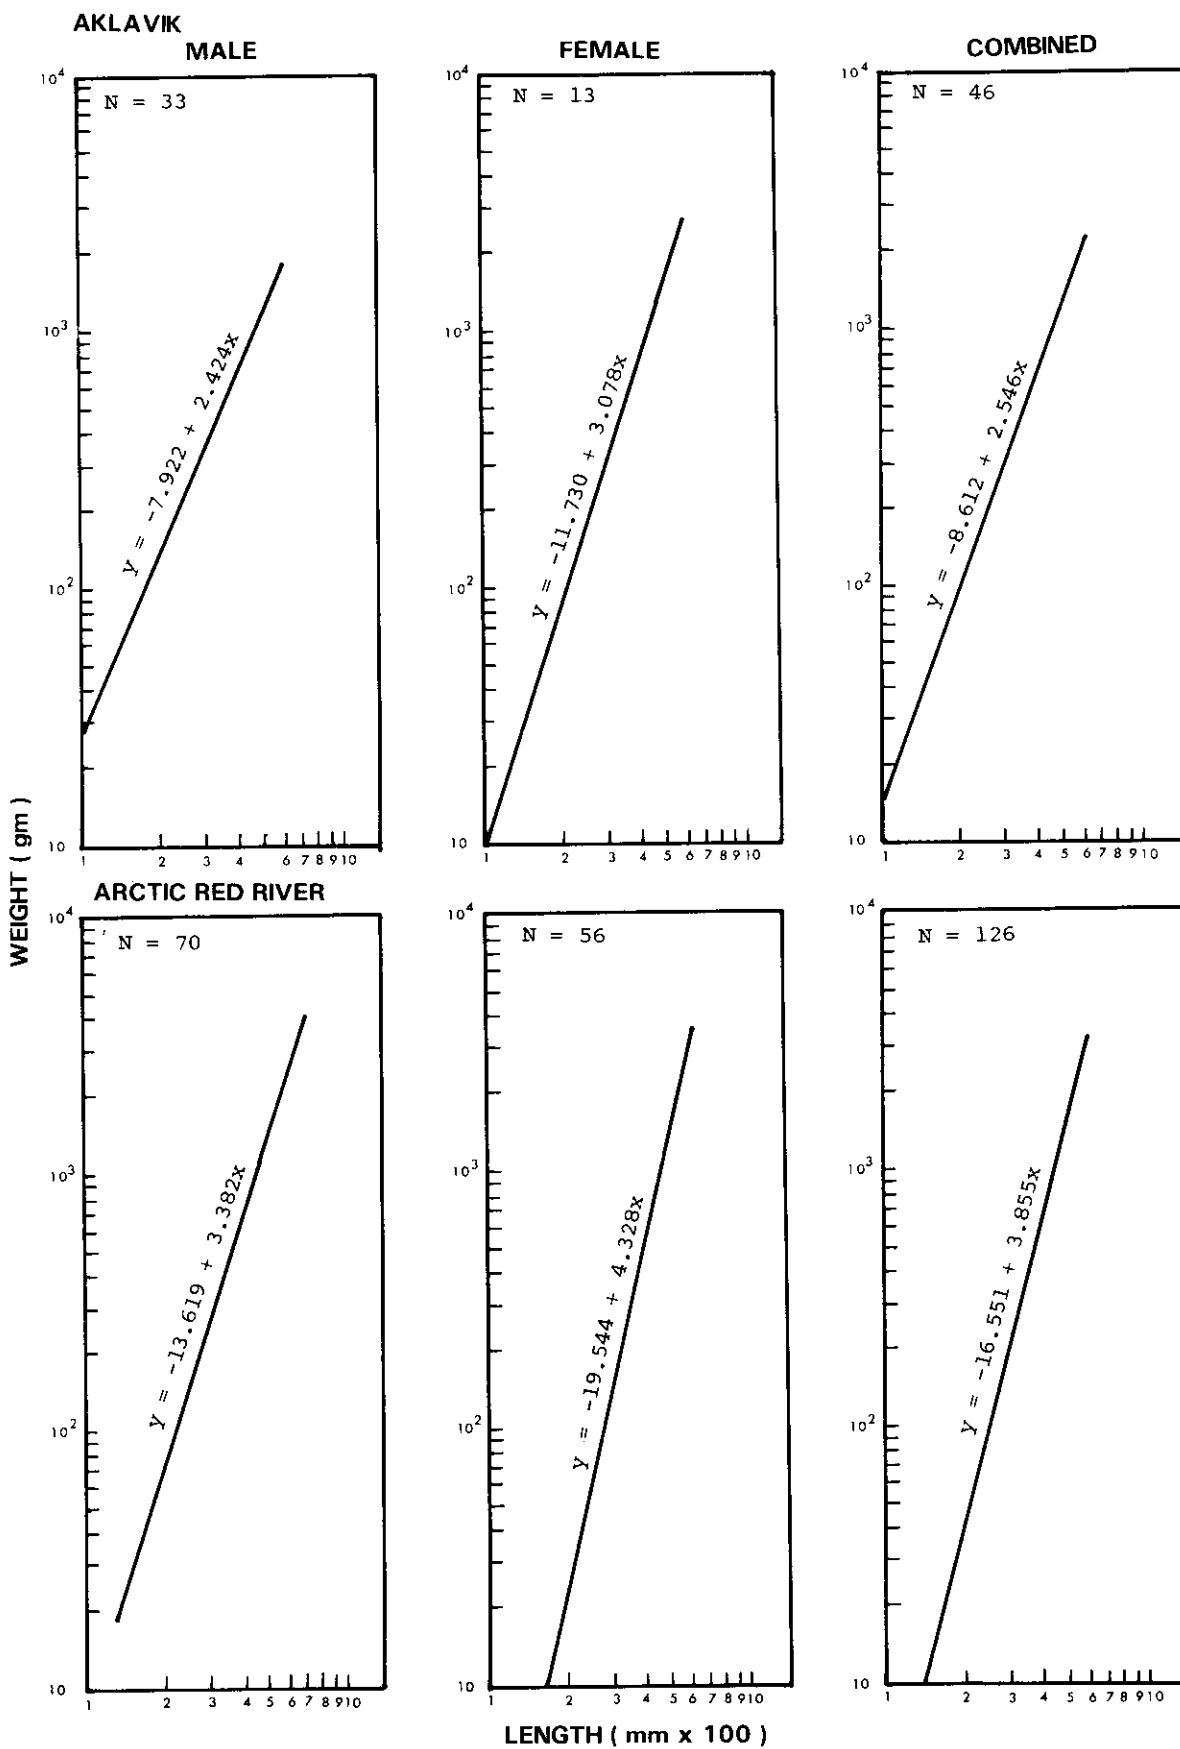 AKLAVIK
MALE
FEMALE
COMBINED
10⁴
N = 33
10³
10²
10
y = -7.922 + 2.424x
1 2 3 4 6 7 8 9 10
10⁴
N = 13
10³
10²
10
y = -11.730 + 3.078x
1 2 3 4 5 6 7 8 9 10
10⁴
N = 46
10³
10²
10
y = -8.612 + 2.546x
1 2 3 4 5 6 7 8 9 10
WEIGHT ( gm )
ARCTIC RED RIVER
10⁴
N = 70
10³
10²
10
y = -13.619 + 3.382x
1 2 3 4 5 6 7 8 9 10
10⁴
N = 56
10³
10²
10
y = -19.544 + 4.328x
1 2 3 4 5 6 7 8 9 10
10⁴
N = 126
10³
10²
10
y = -16.551 + 3.855x
1 2 3 4 5 6 7 8 9 10
LENGTH ( mm x 100 )